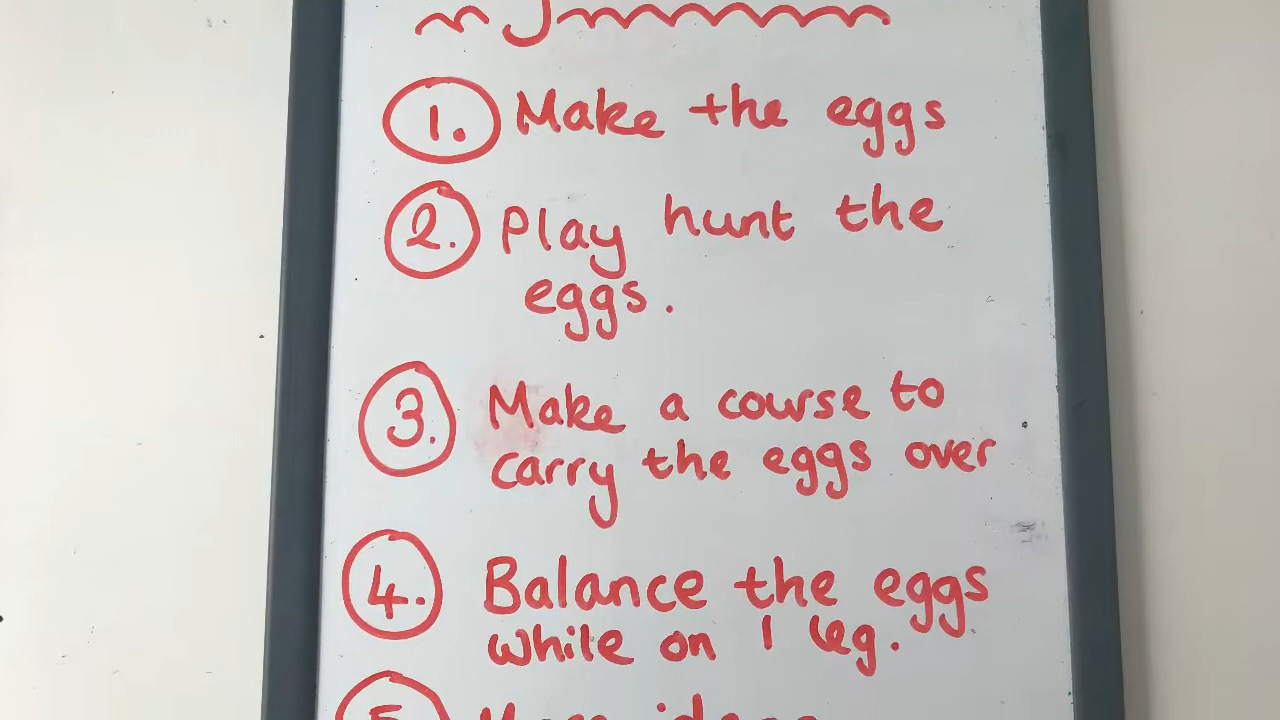 1. Make the eggs
2. Play hunt the
eggs.
3. Make a course to
carry the eggs over
4. Balance the eggs
while on 1 leg.
5.